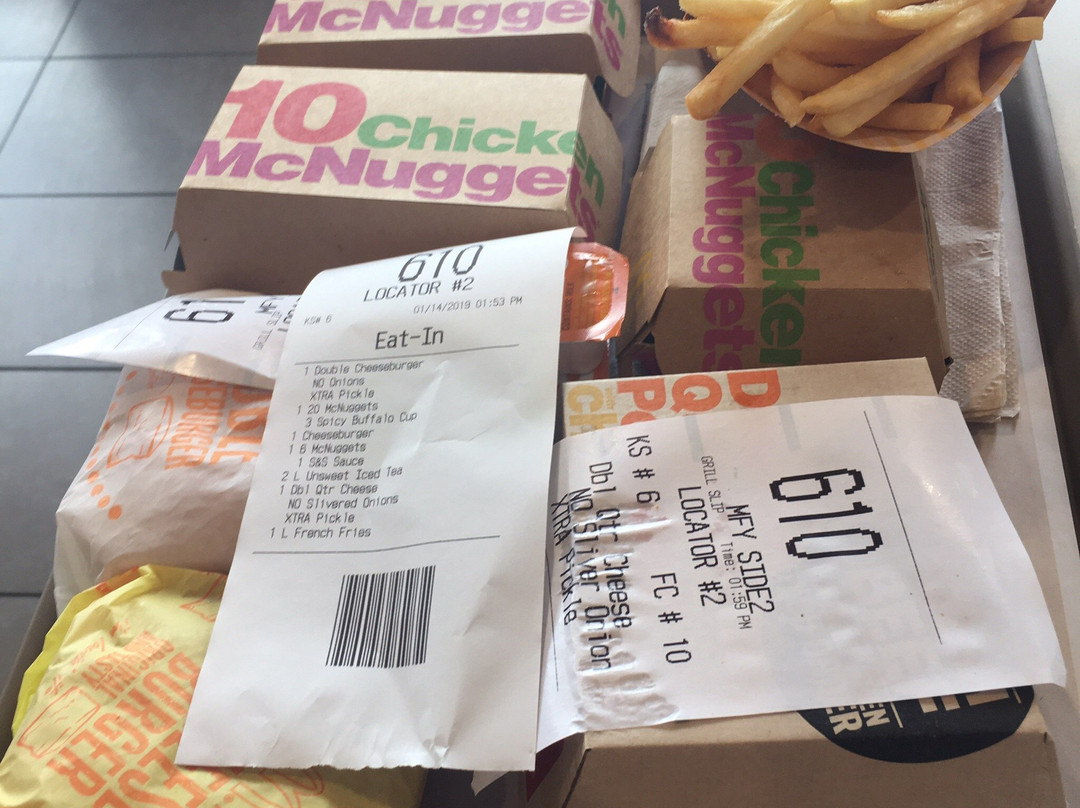 McNugget
10 Chicken
McNuggets
Chicken
McNuggets
610
LOCATOR #2
01/14/2019 01:53 PM
KS# 6
Eat-In
1 Double Cheeseburger
NO Onions
XTRA Pickle
1 20 McNuggets
3 Spicy Buffalo Cup
1 Cheeseburger
1 6 McNuggets
1 S&S Sauce
2 L Unsweet Iced Tea
1 Dbl Qtr Cheese
NO Slivered Onions
XTRA Pickle
1 L French Fries
61
610
MFY SIDE2
GRILL SLIP Time: 01:59 PM
LOCATOR #2
KS # 6 FC # 10
Dbl Qtr Cheese
NO Sliver Onion
XTRA Pickle
D
Q
P